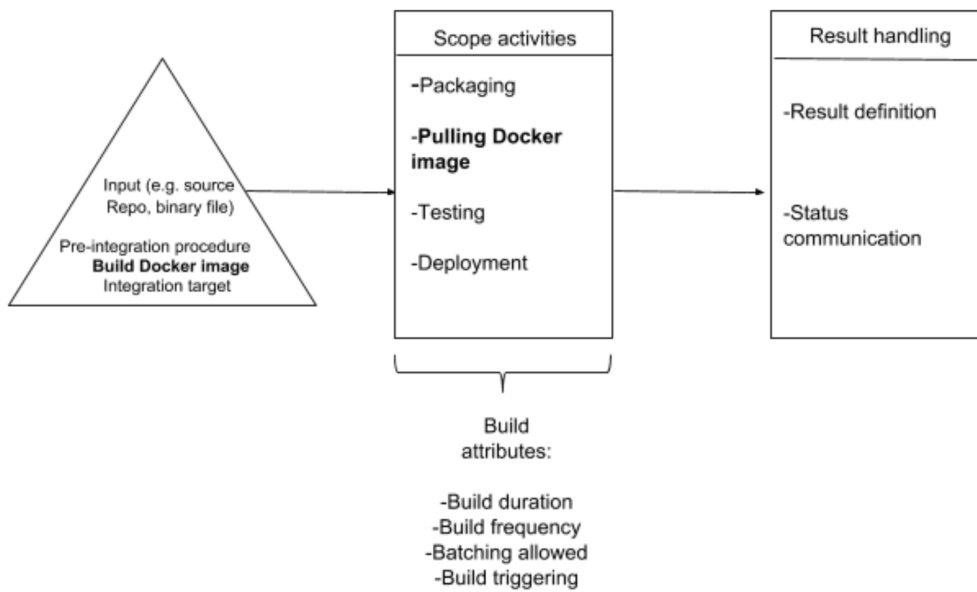 Input (e.g. source
Repo, binary file)
Pre-integration procedure
Build Docker image
Integration target
Scope activities
-Packaging
-Pulling Docker
image
-Testing
-Deployment
Result handling
-Result definition
-Status
communication
Build
attributes:
-Build duration
-Build frequency
-Batching allowed
-Build triggering